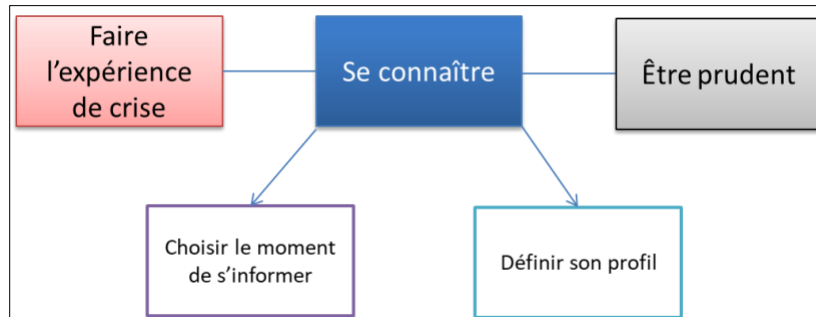 Faire
l’expérience
de crise
Se connaître
Être prudent
Choisir le moment
de s’informer
Définir son profil